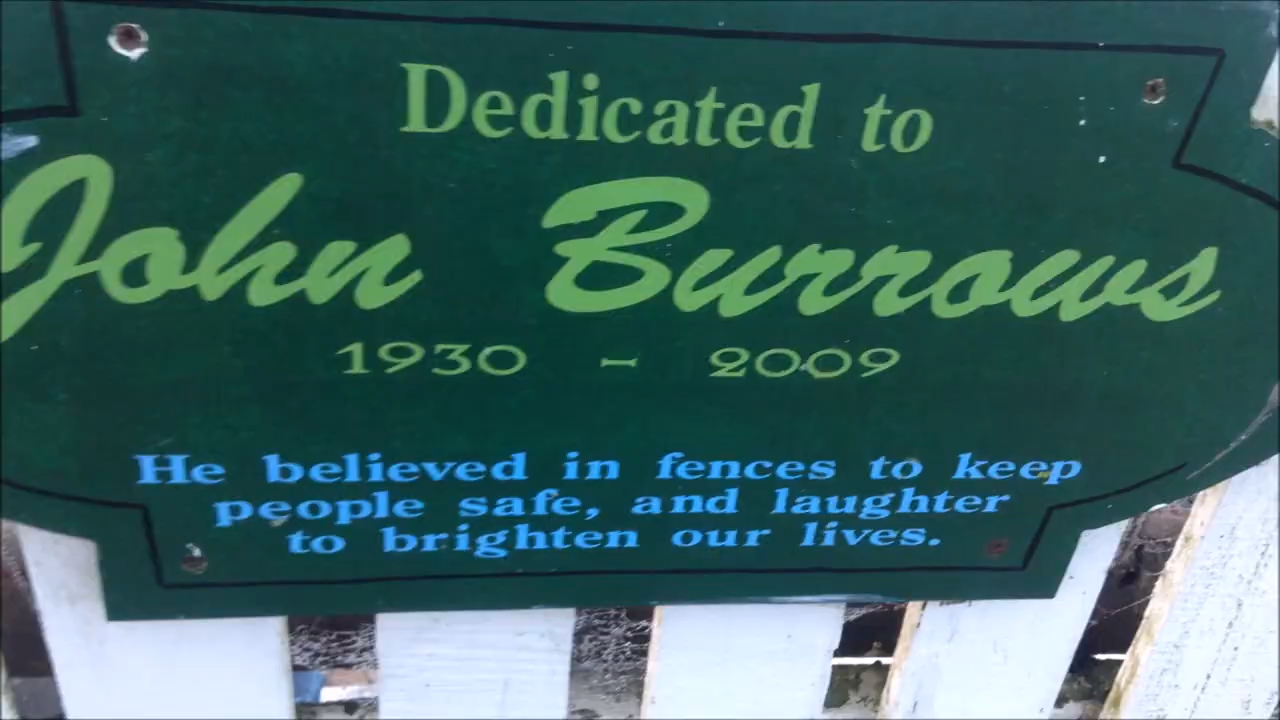 Dedicated to
John Burrows
1930 - 2009
He believed in fences to keep
people safe, and laughter
to brighten our lives.